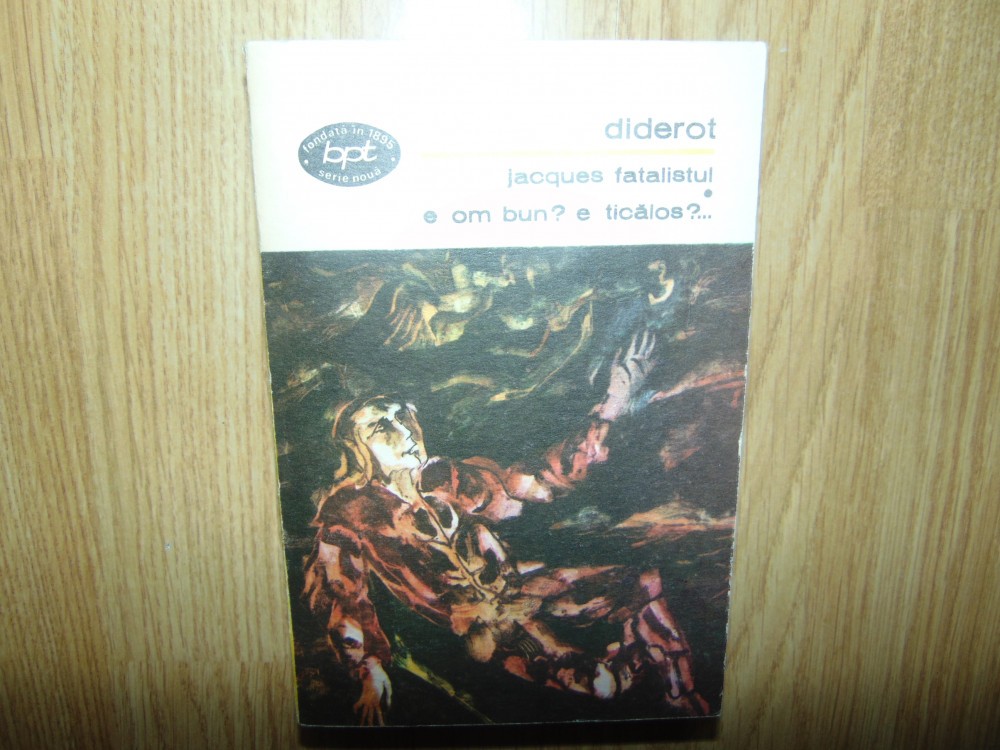 fondată în 1895
bpt
serie nouă
diderot
jacques fatalistul
•
e om bun? e ticălos?...